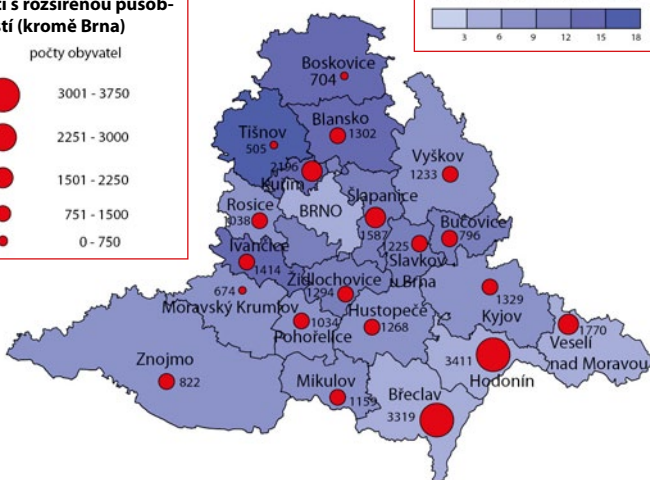 tí s rozšířenou působ-
stí (kromě Brna)
počty obyvatel
3001 - 3750
2251 - 3000
1501 - 2250
751 - 1500
0 - 750
3 6 9 12 15 18
Boskovice
704
Blansko
1302
Tišnov
505
Vyškov
1233
2196
Kuřim
Šlapanice
1587
BRNO
Rosice
038
Bučovice
796
225
Slavkov
u Brna
Ivančice
1414
Židlochovice
1294
674
Moravský Krumlov
1329
Kyjov
Hustopeče
1268
1034
Pohořelice
1770
Veselí
nad Moravou
3411
Hodonín
Znojmo
822
Mikulov
1159
Břeclav
3319